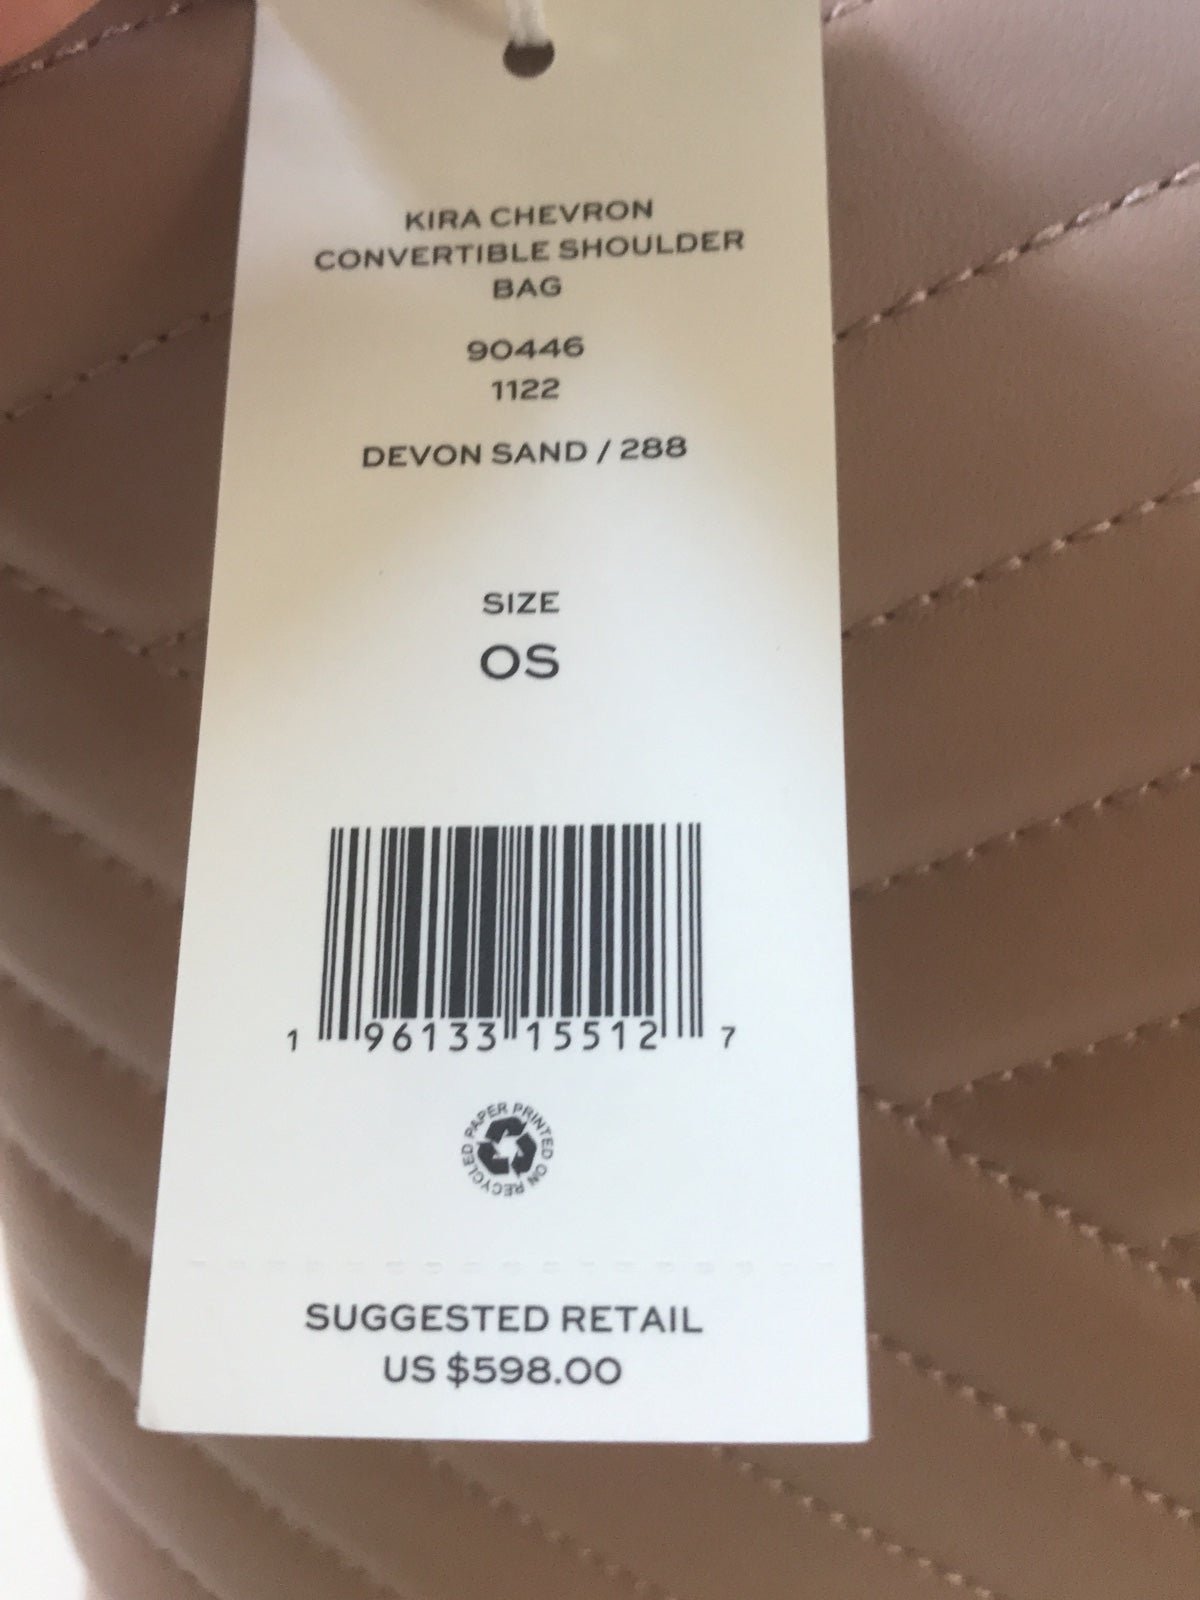 KIRA CHEVRON
CONVERTIBLE SHOULDER
BAG
90446
1122
DEVON SAND / 288
SIZE
OS
1 96133 15512 7
PRINTED ON RECYCLED PAPER
SUGGESTED RETAIL
US $598.00